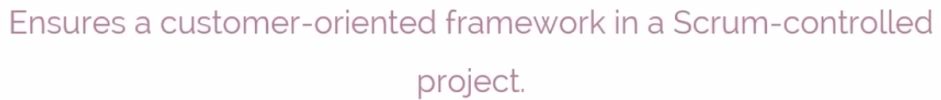 Ensures a customer-oriented framework in a Scrum-controlled
project.